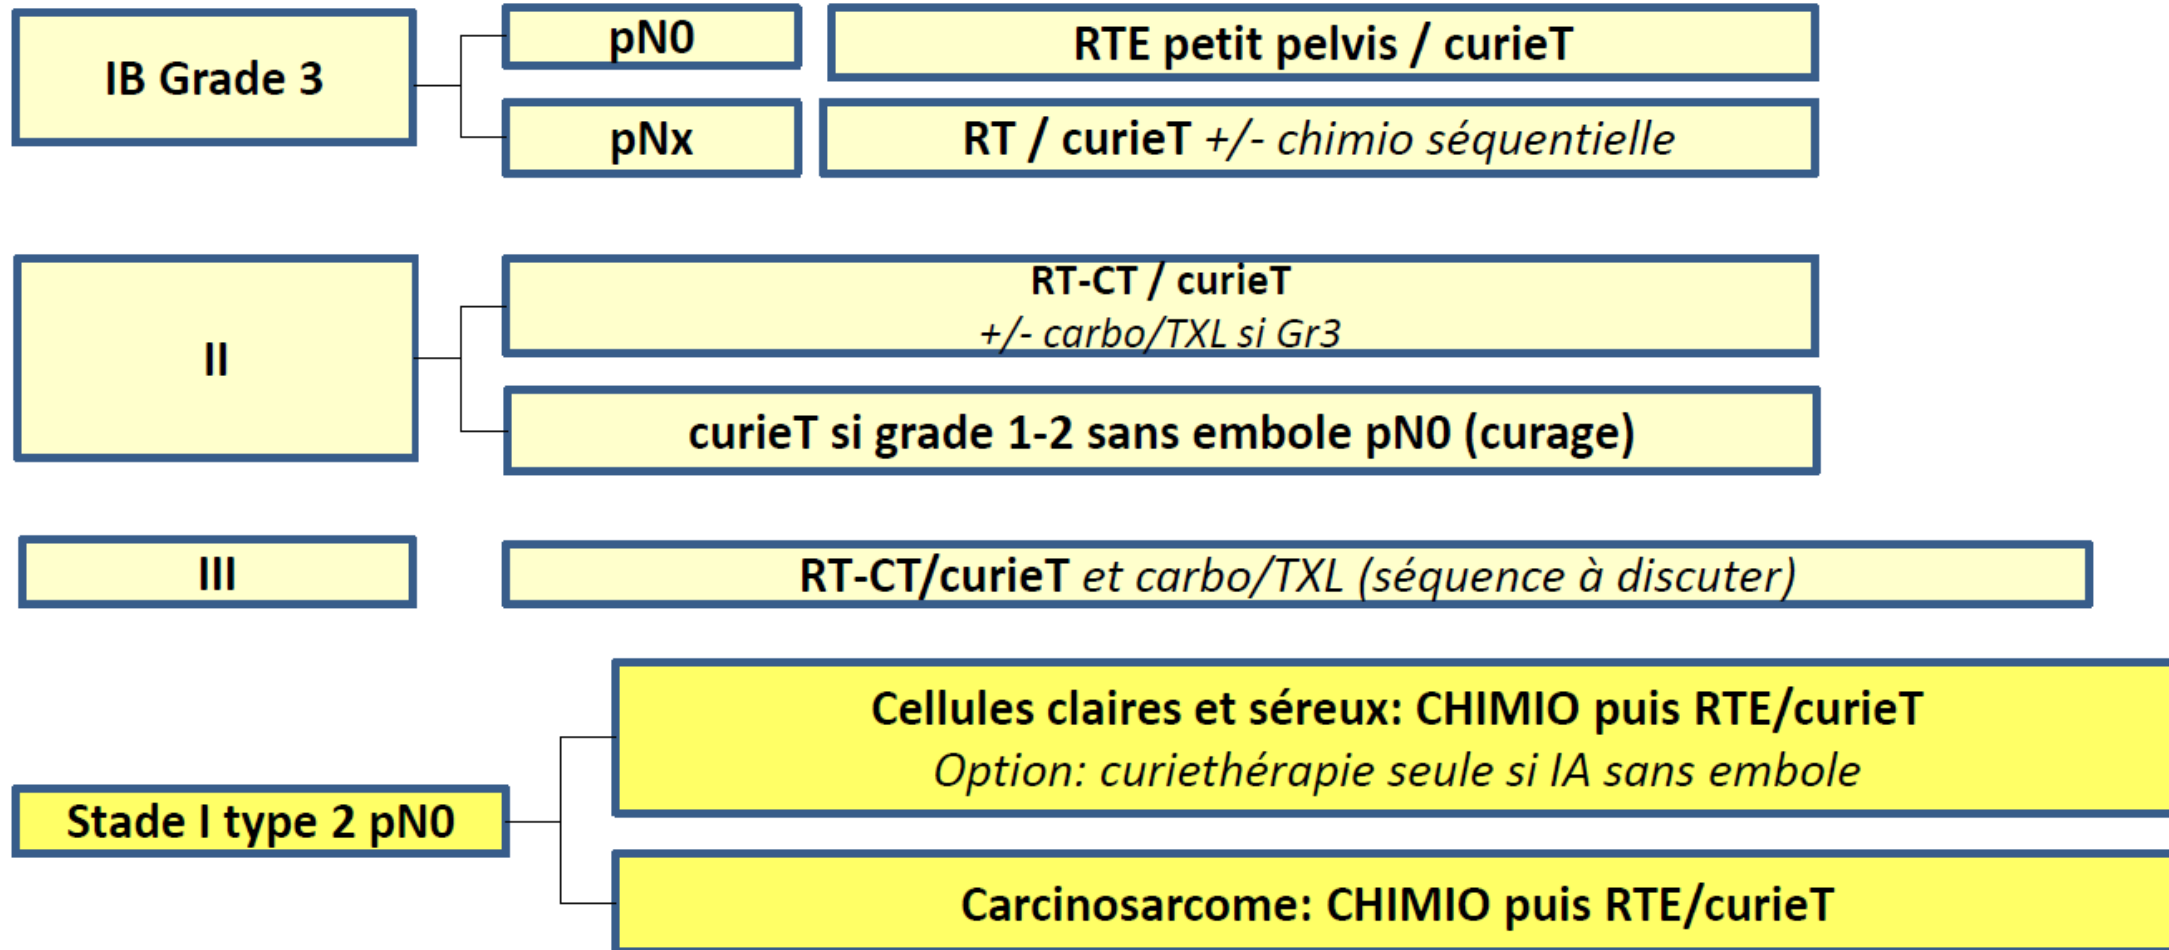 IB Grade 3
pN0
RTE petit pelvis / curieT
pNx
RT / curieT +/- chimio séquentielle
II
RT-CT / curieT
+/- carbo/TXL si Gr3
curieT si grade 1-2 sans embole pN0 (curage)
III
RT-CT/curieT et carbo/TXL (séquence à discuter)
Stade I type 2 pN0
Cellules claires et séreux: CHIMIO puis RTE/curieT
Option: curiethérapie seule si IA sans embole
Carcinosarcome: CHIMIO puis RTE/curieT